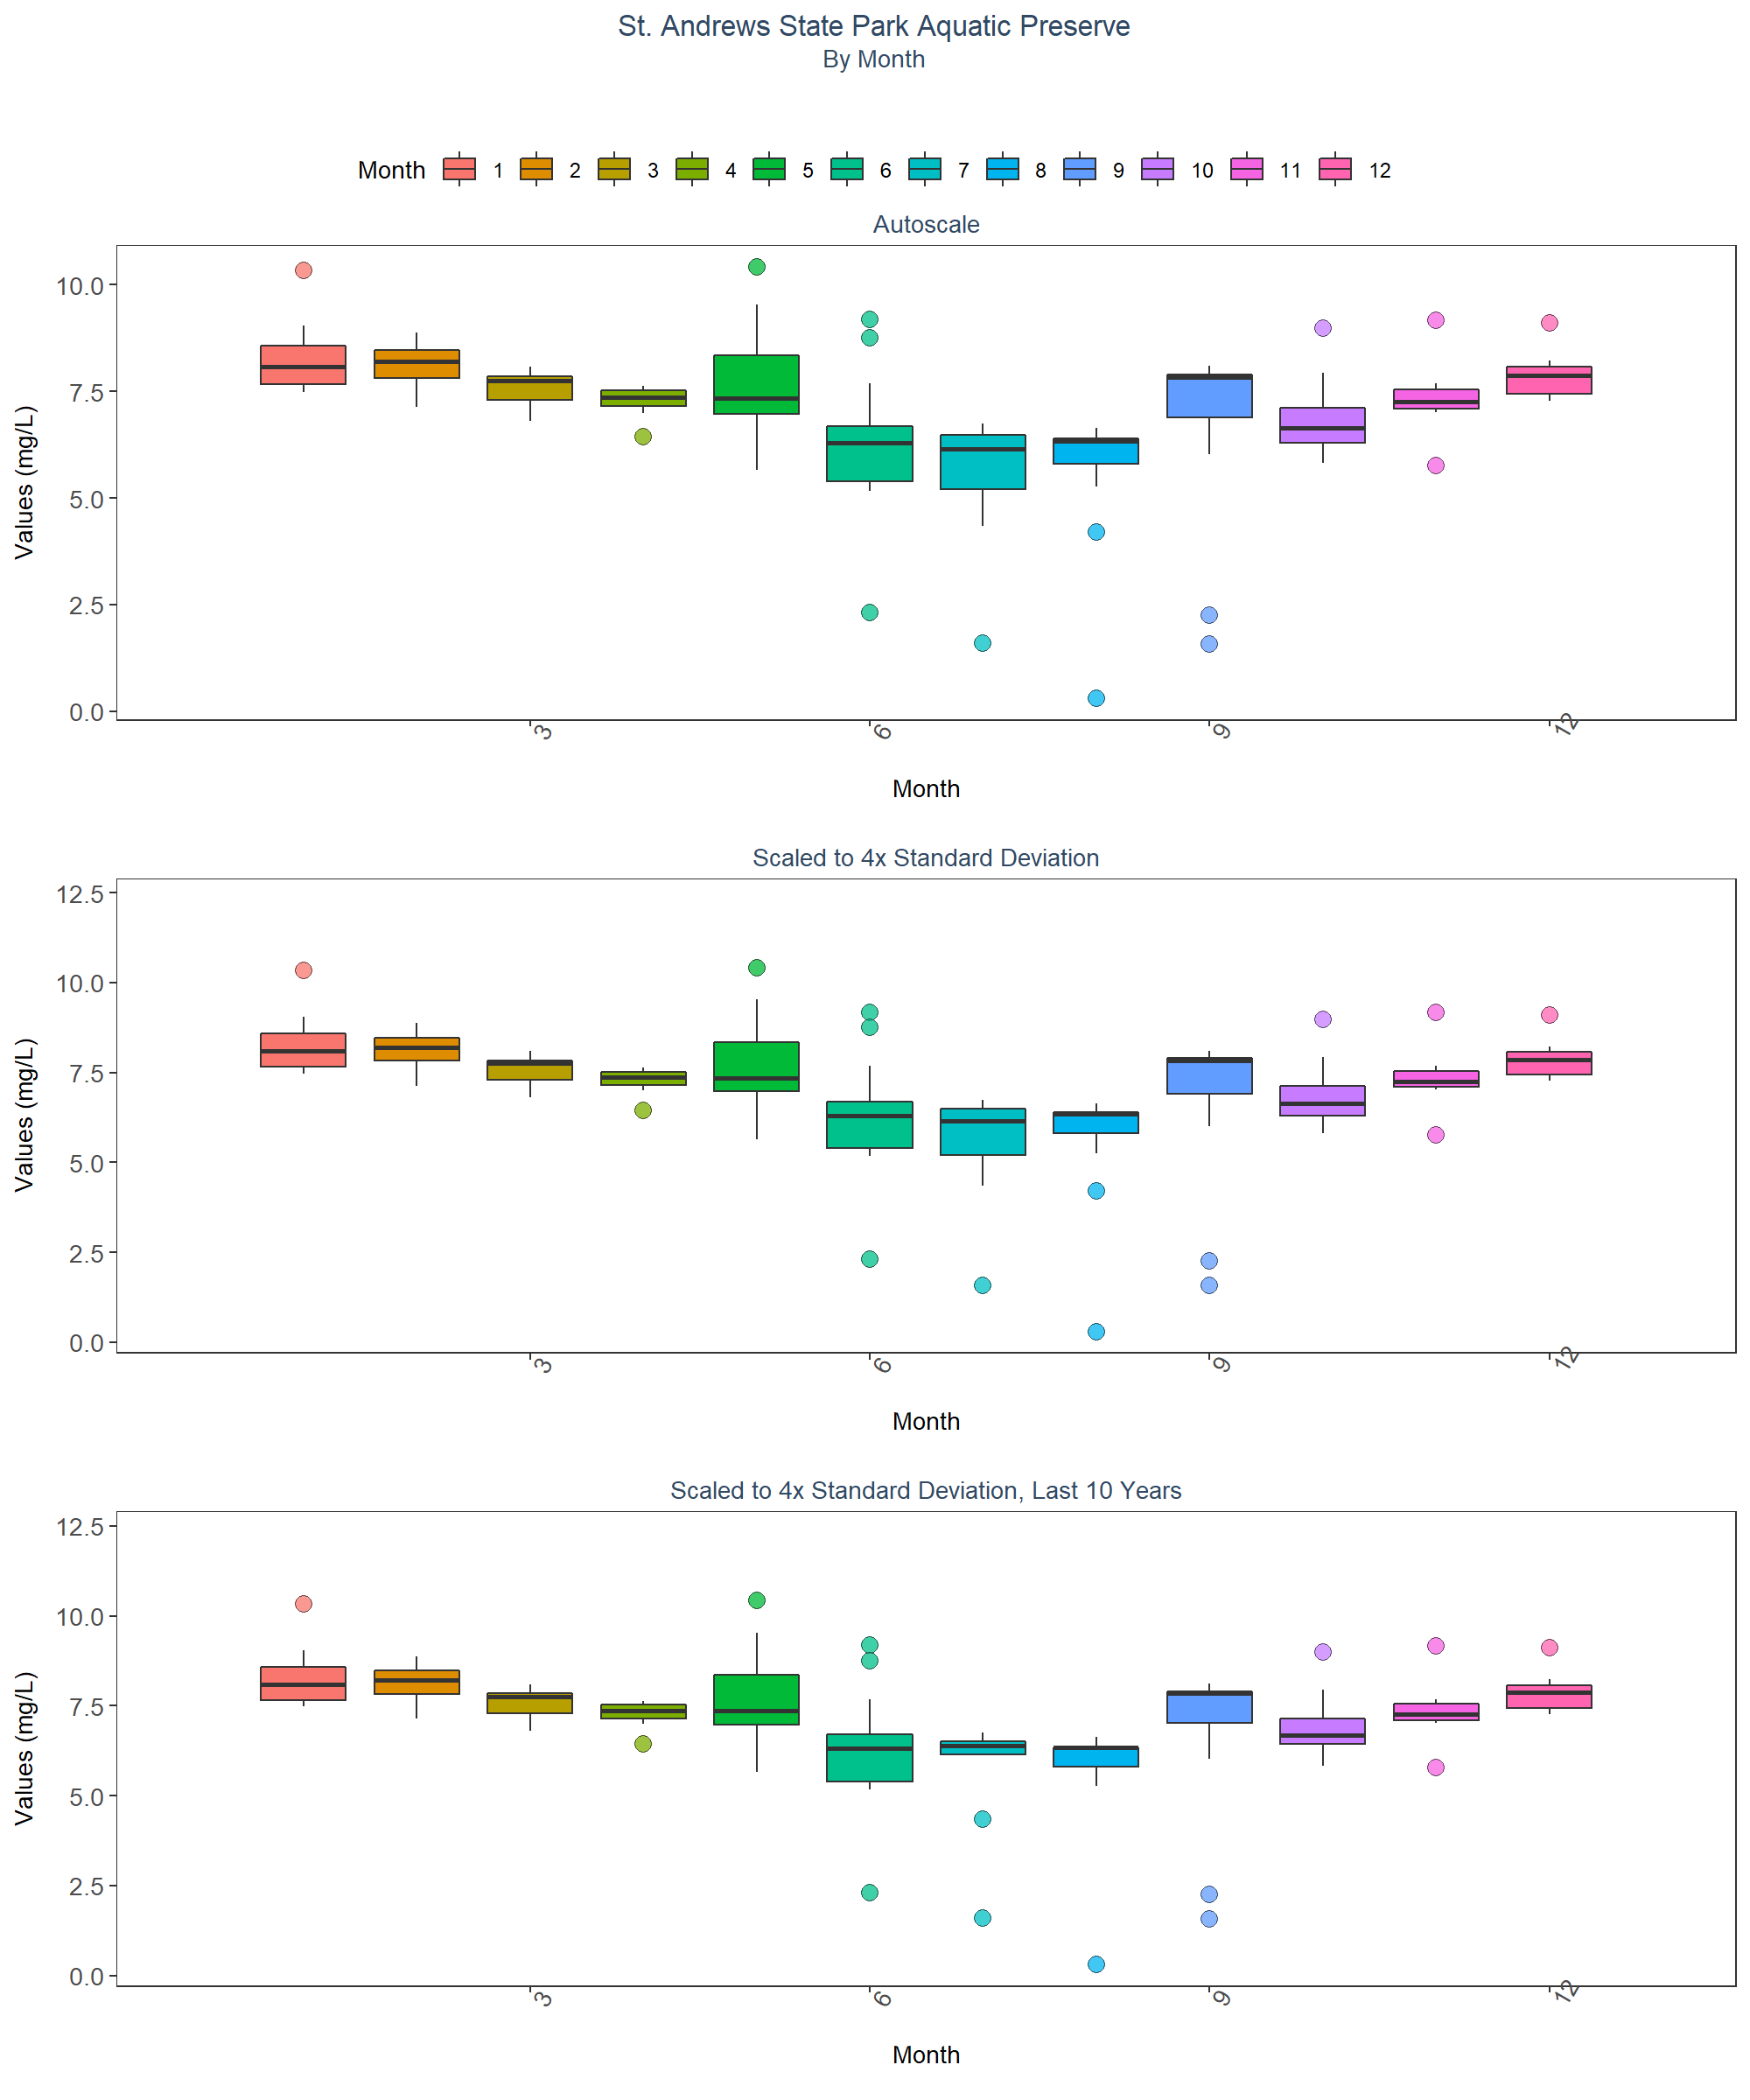 St. Andrews State Park Aquatic Preserve
By Month
Month 1 2 3 4 5 6 7 8 9 10 11 12
Autoscale
Values (mg/L)
10.0
7.5
5.0
2.5
0.0
3 6 9 12
Month
Scaled to 4x Standard Deviation
Values (mg/L)
12.5
10.0
7.5
5.0
2.5
0.0
3 6 9 12
Month
Scaled to 4x Standard Deviation, Last 10 Years
Values (mg/L)
12.5
10.0
7.5
5.0
2.5
0.0
3 6 9 12
Month